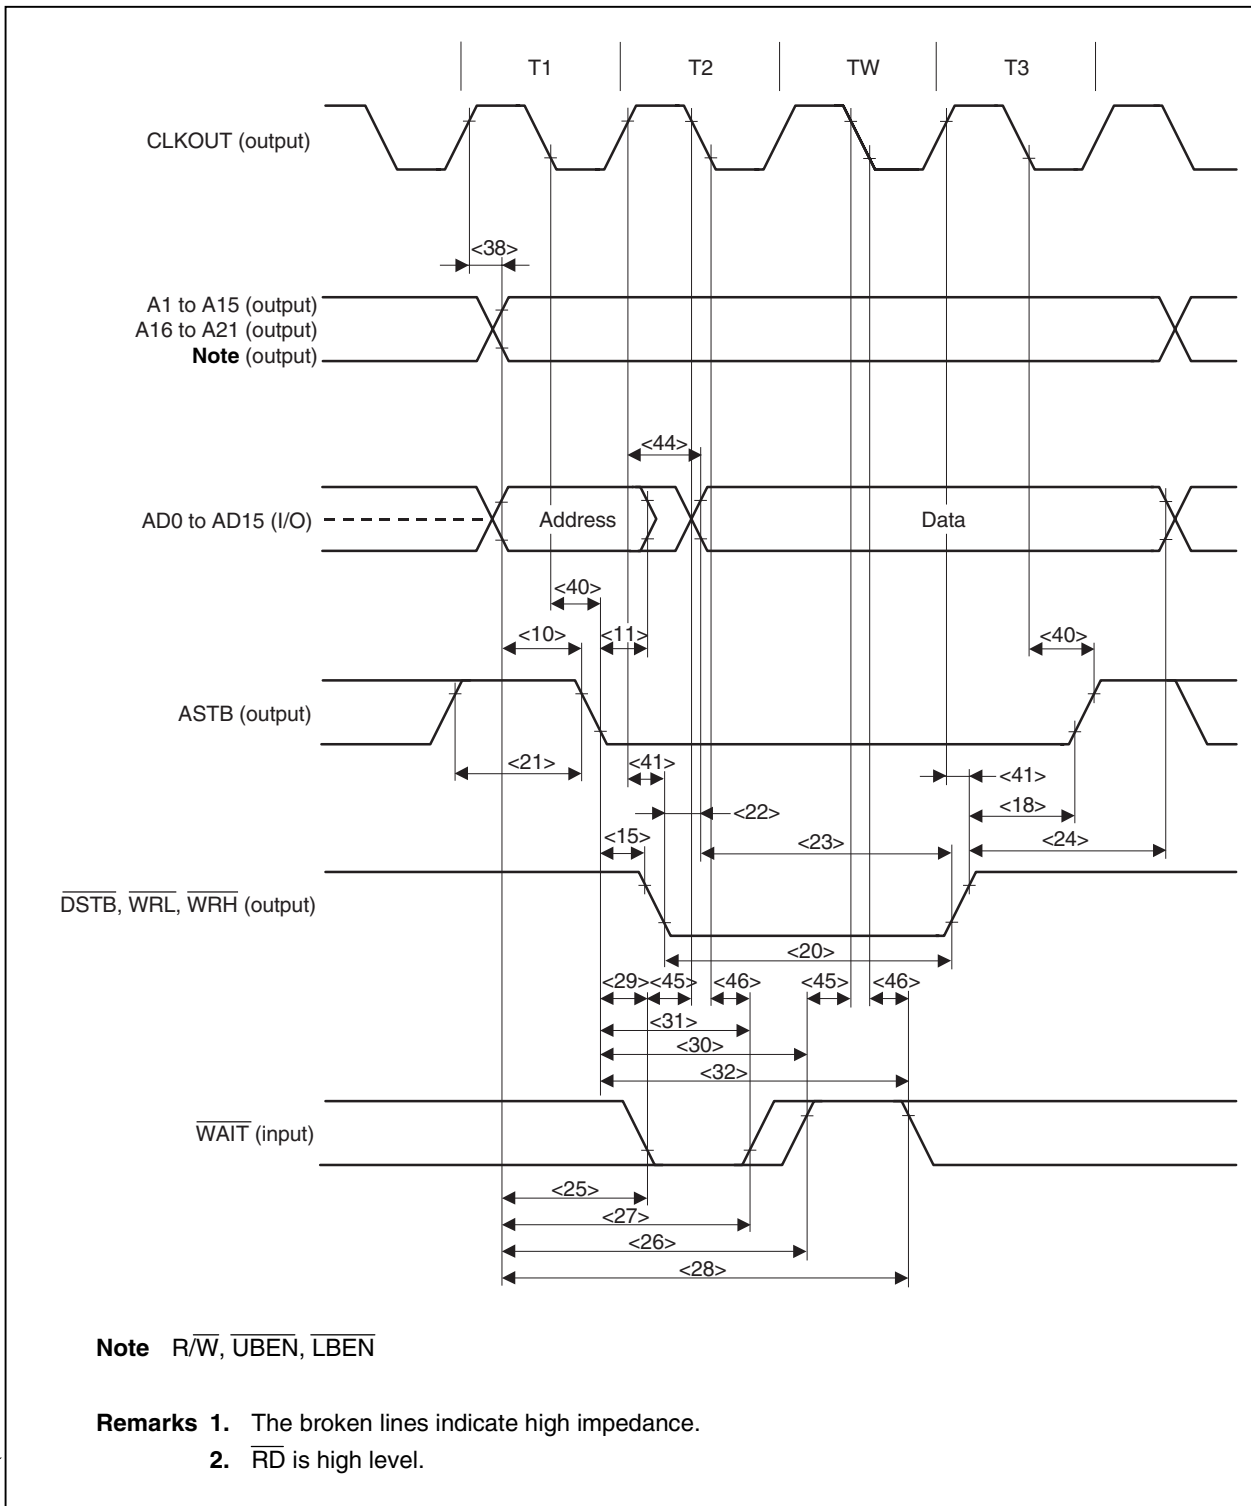 T1 T2 TW T3
CLKOUT (output)
<38>
A1 to A15 (output)
A16 to A21 (output)
Note (output)
<44>
AD0 to AD15 (I/O) Address Data
<40>
<10> <11> <40>
ASTB (output)
<21> <41> <41>
<22> <18>
<15> <23> <24>
DSTB, WRL, WRH (output)
<20>
<29> <45> <46> <45> <46>
<31>
<30>
<32>
WAIT (input)
<25>
<27>
<26>
<28>
Note R/W, UBEN, LBEN
Remarks 1. The broken lines indicate high impedance.
2. RD is high level.